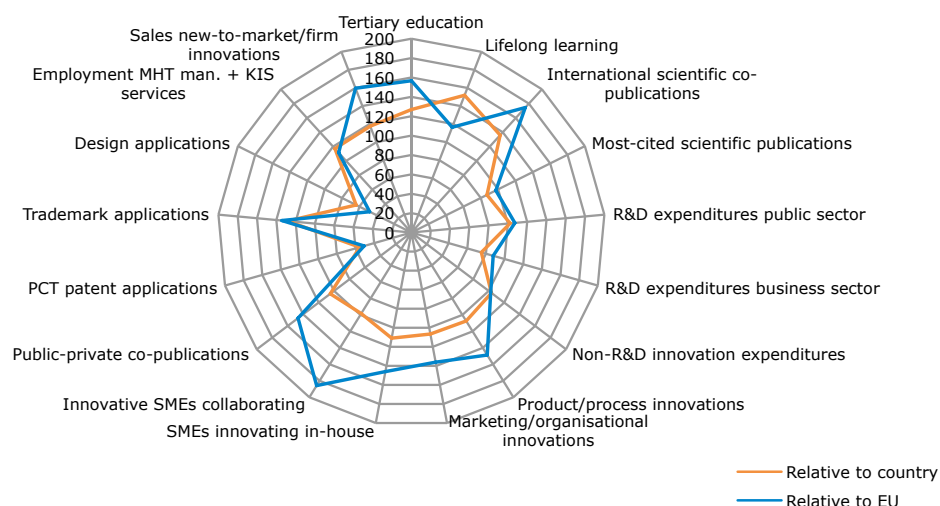 Tertiary education
Lifelong learning
International scientific co-
publications
Most-cited scientific publications
R&D expenditures public sector
R&D expenditures business sector
Non-R&D innovation expenditures
Product/process innovations
Marketing/organisational
innovations
SMEs innovating in-house
Innovative SMEs collaborating
Public-private co-publications
PCT patent applications
Trademark applications
Design applications
Employment MHT man. + KIS
services
Sales new-to-market/firm
innovations
200
180
160
140
120
100
80
60
40
20
0
Relative to country
Relative to EU